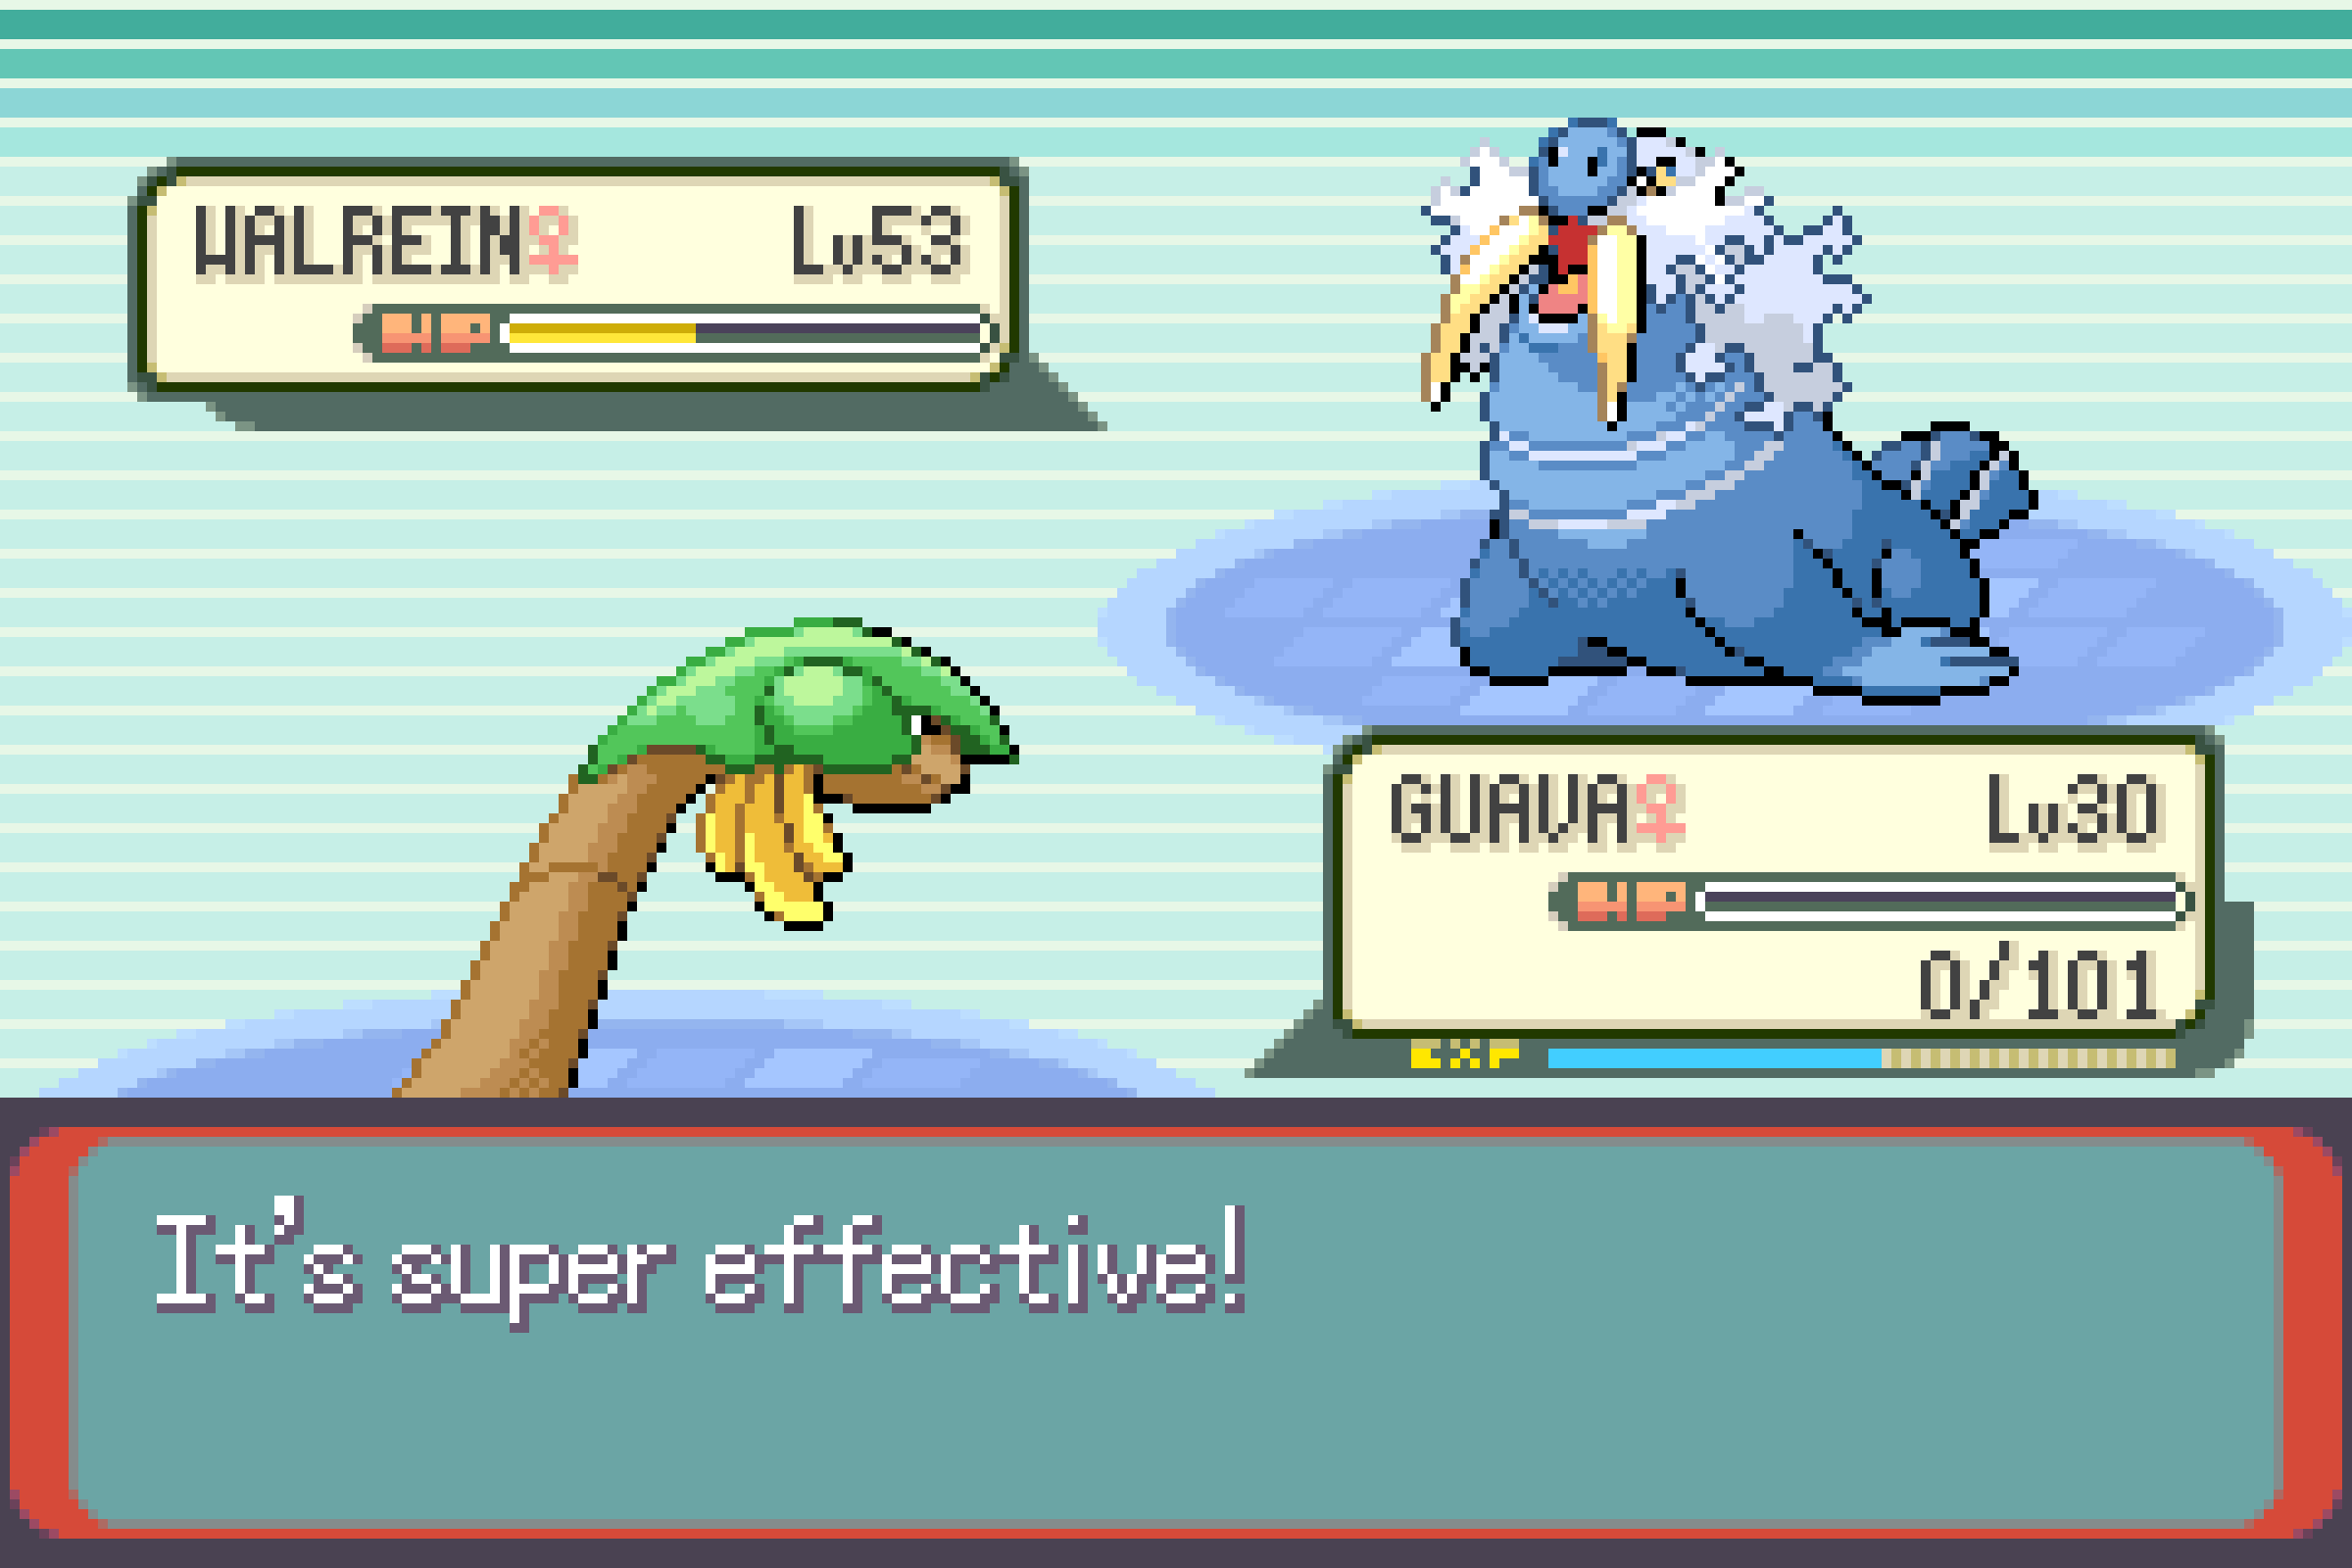 WALREIN♀ Lv53
HP
GUAVA♀ Lv30
HP
0/101
EXP
It's super effective!